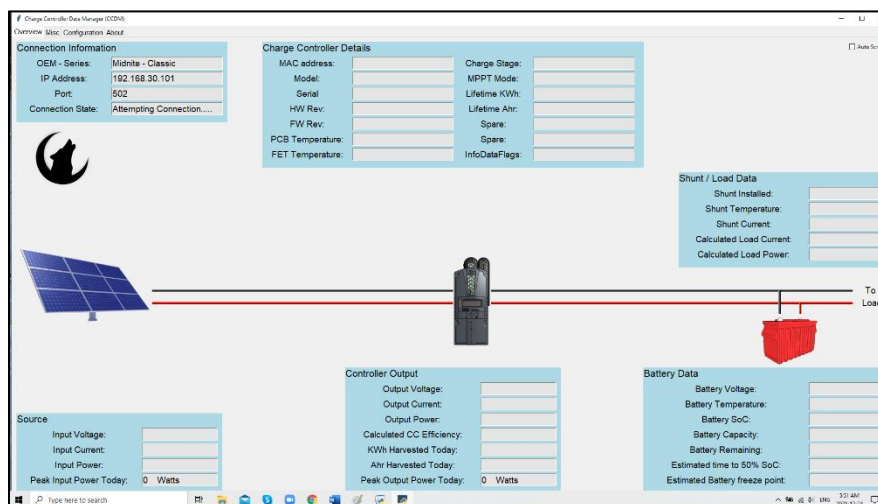 Charge Controller Data Manager (CCDM)
Overview Misc Configuration About
Connection Information
OEM - Series: Midnite - Classic
IP Address: 192.168.30.101
Port: 502
Connection State: Attempting Connection.....
Charge Controller Details
MAC address: Charge Stage:
Model: MPPT Mode:
Serial Lifetime KWh:
HW Rev: Lifetime Ahr:
FW Rev: Spare:
PCB Temperature: Spare:
FET Temperature: InfoDataFlags:
Auto Scr
Shunt / Load Data
Shunt Installed:
Shunt Temperature:
Shunt Current:
Calculated Load Current:
Calculated Load Power:
To
Load
Source
Input Voltage:
Input Current:
Input Power:
Peak Input Power Today: 0 Watts
Controller Output
Output Voltage:
Output Current:
Output Power:
Calculated CC Efficiency:
KWh Harvested Today:
Ahr Harvested Today:
Peak Output Power Today: 0 Watts
Battery Data
Battery Voltage:
Battery Temperature:
Battery SoC:
Battery Capacity:
Battery Remaining:
Estimated time to 50% SoC:
Estimated Battery freeze point:
Type here to search
ENG
3:51 AM